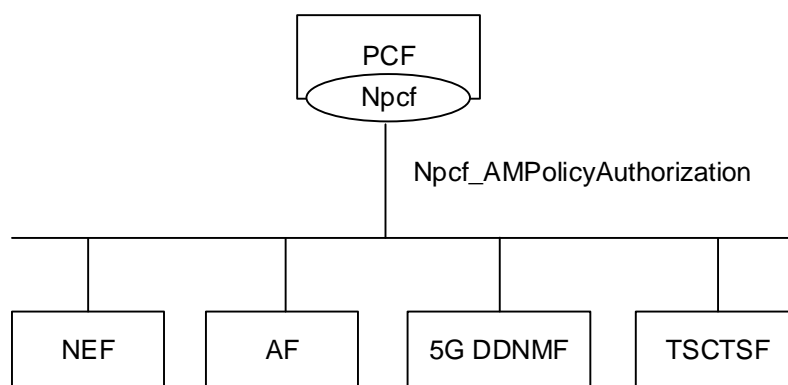 PCF
Npcf
Npcf_AMPolicyAuthorization
NEF
AF
5G DDNMF
TSCTSF